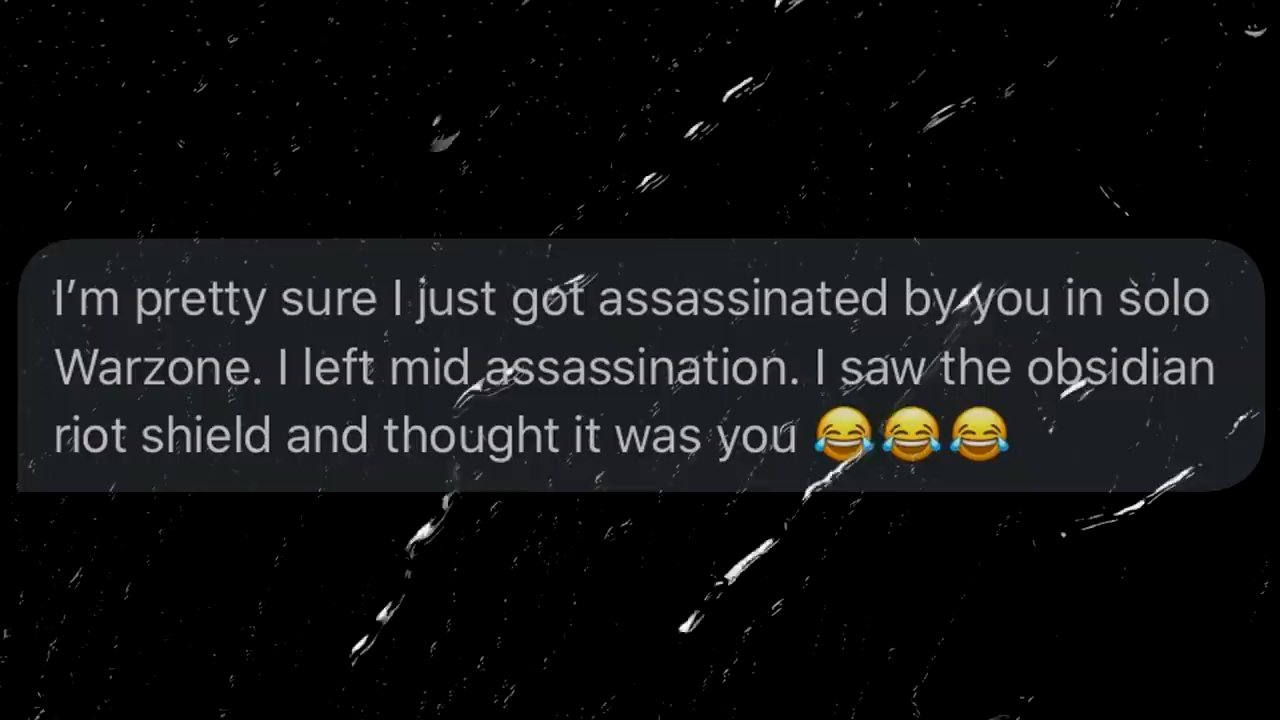 I’m pretty sure I just got assassinated by you in solo
Warzone. I left mid assassination. I saw the obsidian
riot shield and thought it was you 😂😂😂